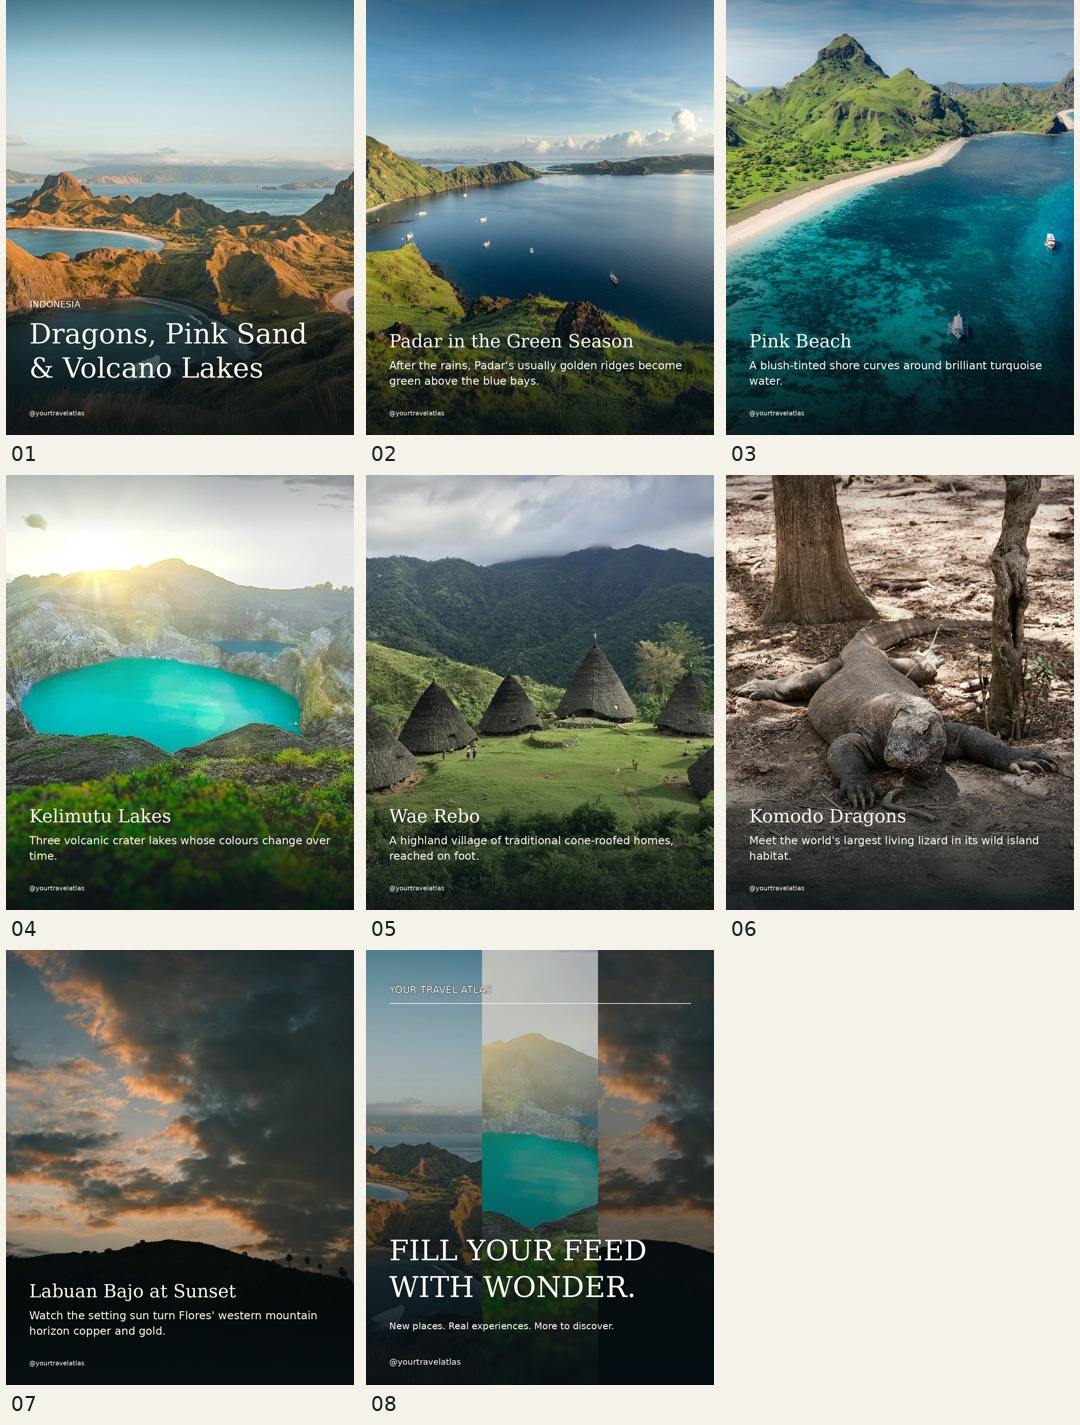 INDONESIA
Dragons, Pink Sand
& Volcano Lakes
@yourtravelatlas
01
Padar in the Green Season
After the rains, Padar's usually golden ridges become
green above the blue bays.
@yourtravelatlas
02
Pink Beach
A blush-tinted shore curves around brilliant turquoise
water.
@yourtravelatlas
03
Kelimutu Lakes
Three volcanic crater lakes whose colours change over
time.
@yourtravelatlas
04
Wae Rebo
A highland village of traditional cone-roofed homes,
reached on foot.
@yourtravelatlas
05
Komodo Dragons
Meet the world's largest living lizard in its wild island
habitat.
@yourtravelatlas
06
Labuan Bajo at Sunset
Watch the setting sun turn Flores' western mountain
horizon copper and gold.
@yourtravelatlas
07
YOUR TRAVEL ATLAS
FILL YOUR FEED
WITH WONDER.
New places. Real experiences. More to discover.
@yourtravelatlas
08